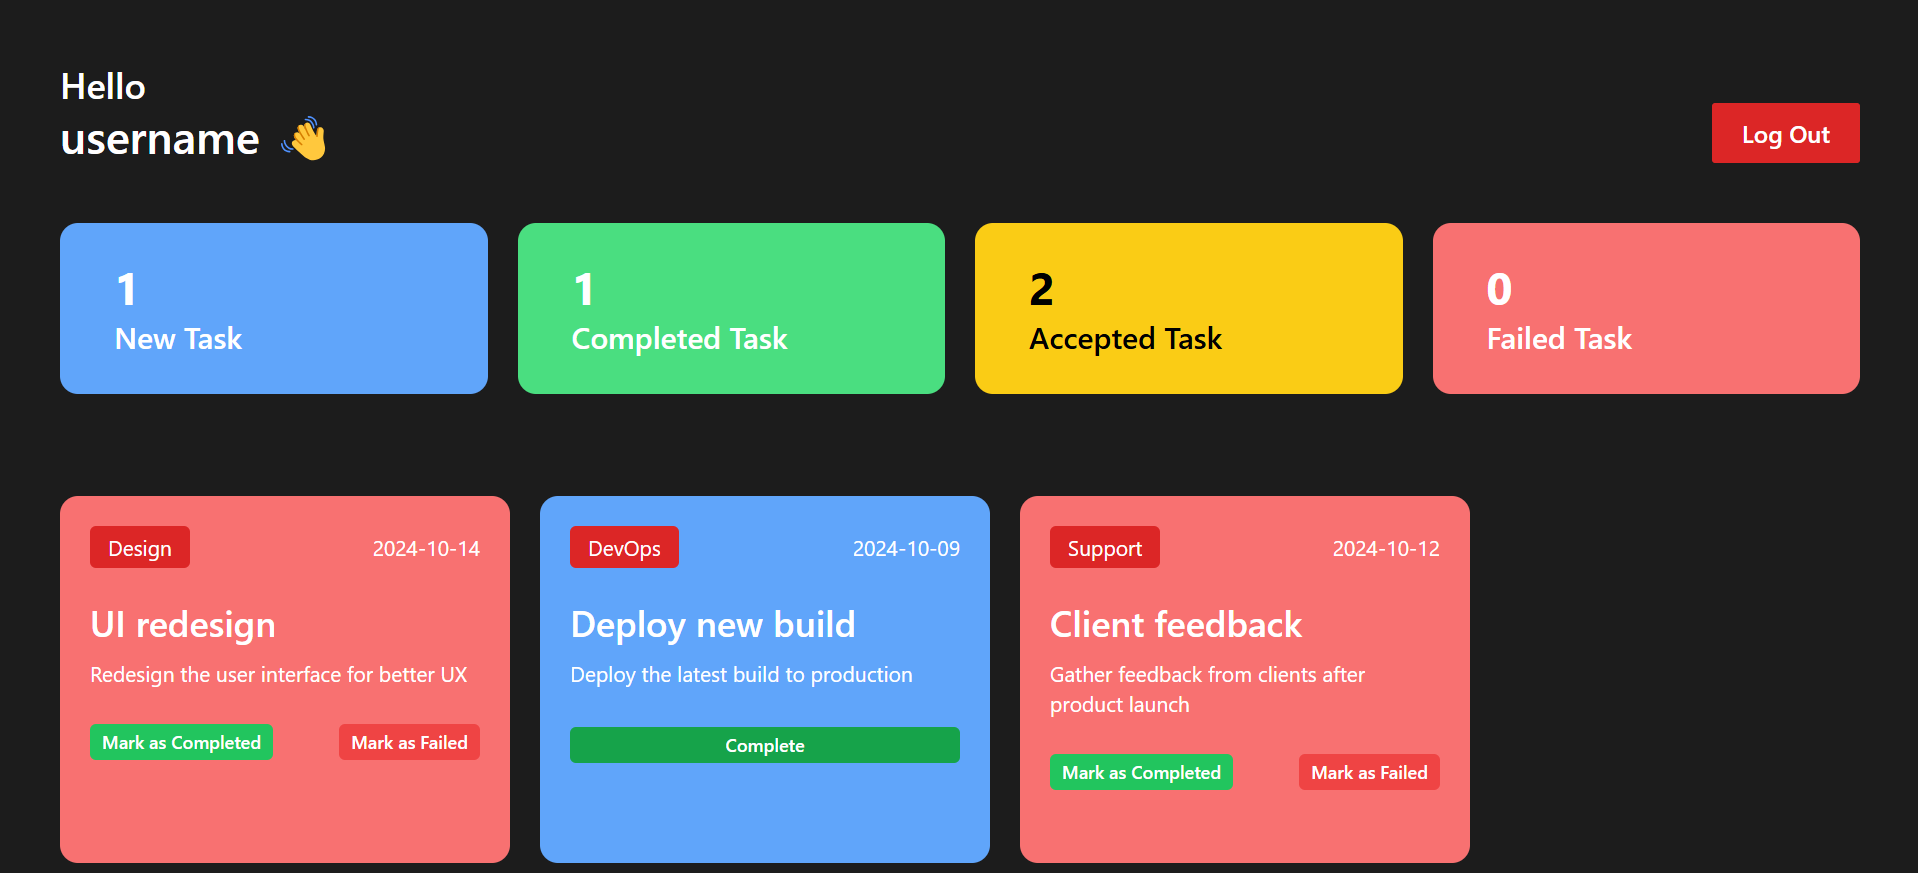 Hello
username 👋
Log Out
1
New Task
1
Completed Task
2
Accepted Task
0
Failed Task
Design
2024-10-14
UI redesign
Redesign the user interface for better UX
Mark as Completed
Mark as Failed
DevOps
2024-10-09
Deploy new build
Deploy the latest build to production
Complete
Support
2024-10-12
Client feedback
Gather feedback from clients after
product launch
Mark as Completed
Mark as Failed